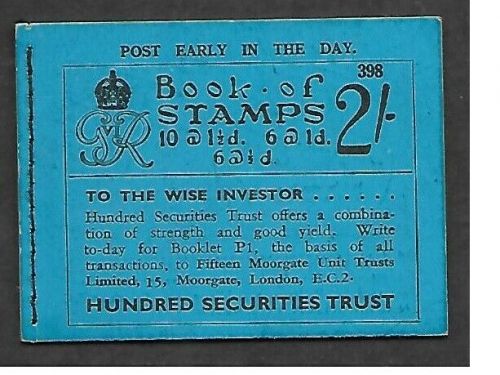 POST EARLY IN THE DAY.
398
Book · of
STAMPS
2/-
10 @ 1½d. 6 @ 1d.
6 @ ½d.
GviR
TO THE WISE INVESTOR . . . . . .
Hundred Securities Trust offers a combina-
tion of strength and good yield. Write
to-day for Booklet P1, the basis of all
transactions, to Fifteen Moorgate Unit Trusts
Limited, 15, Moorgate, London, E.C.2.
HUNDRED SECURITIES TRUST